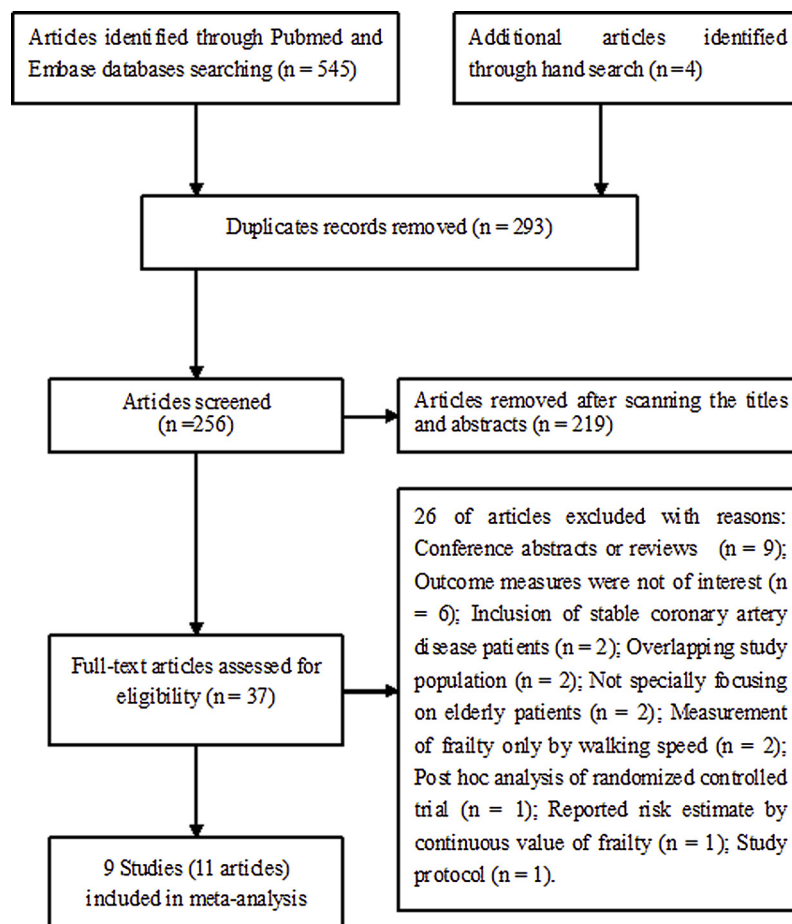 Articles identified through Pubmed and
Embase databases searching (n = 545)
Additional articles identified
through hand search (n=4)
Duplicates records removed (n = 293)
Articles screened
(n =256)
Articles removed after scanning the titles
and abstracts (n = 219)
26 of articles excluded with reasons:
Conference abstracts or reviews (n = 9);
Outcome measures were not of interest (n
= 6); Inclusion of stable coronary artery
disease patients (n = 2); Overlapping study
population (n = 2); Not specially focusing
on elderly patients (n = 2); Measurement
of frailty only by walking speed (n = 2);
Post hoc analysis of randomized controlled
trial (n = 1); Reported risk estimate by
continuous value of frailty (n = 1); Study
protocol (n = 1).
Full-text articles assessed for
eligibility (n = 37)
9 Studies (11 articles)
included in meta-analysis